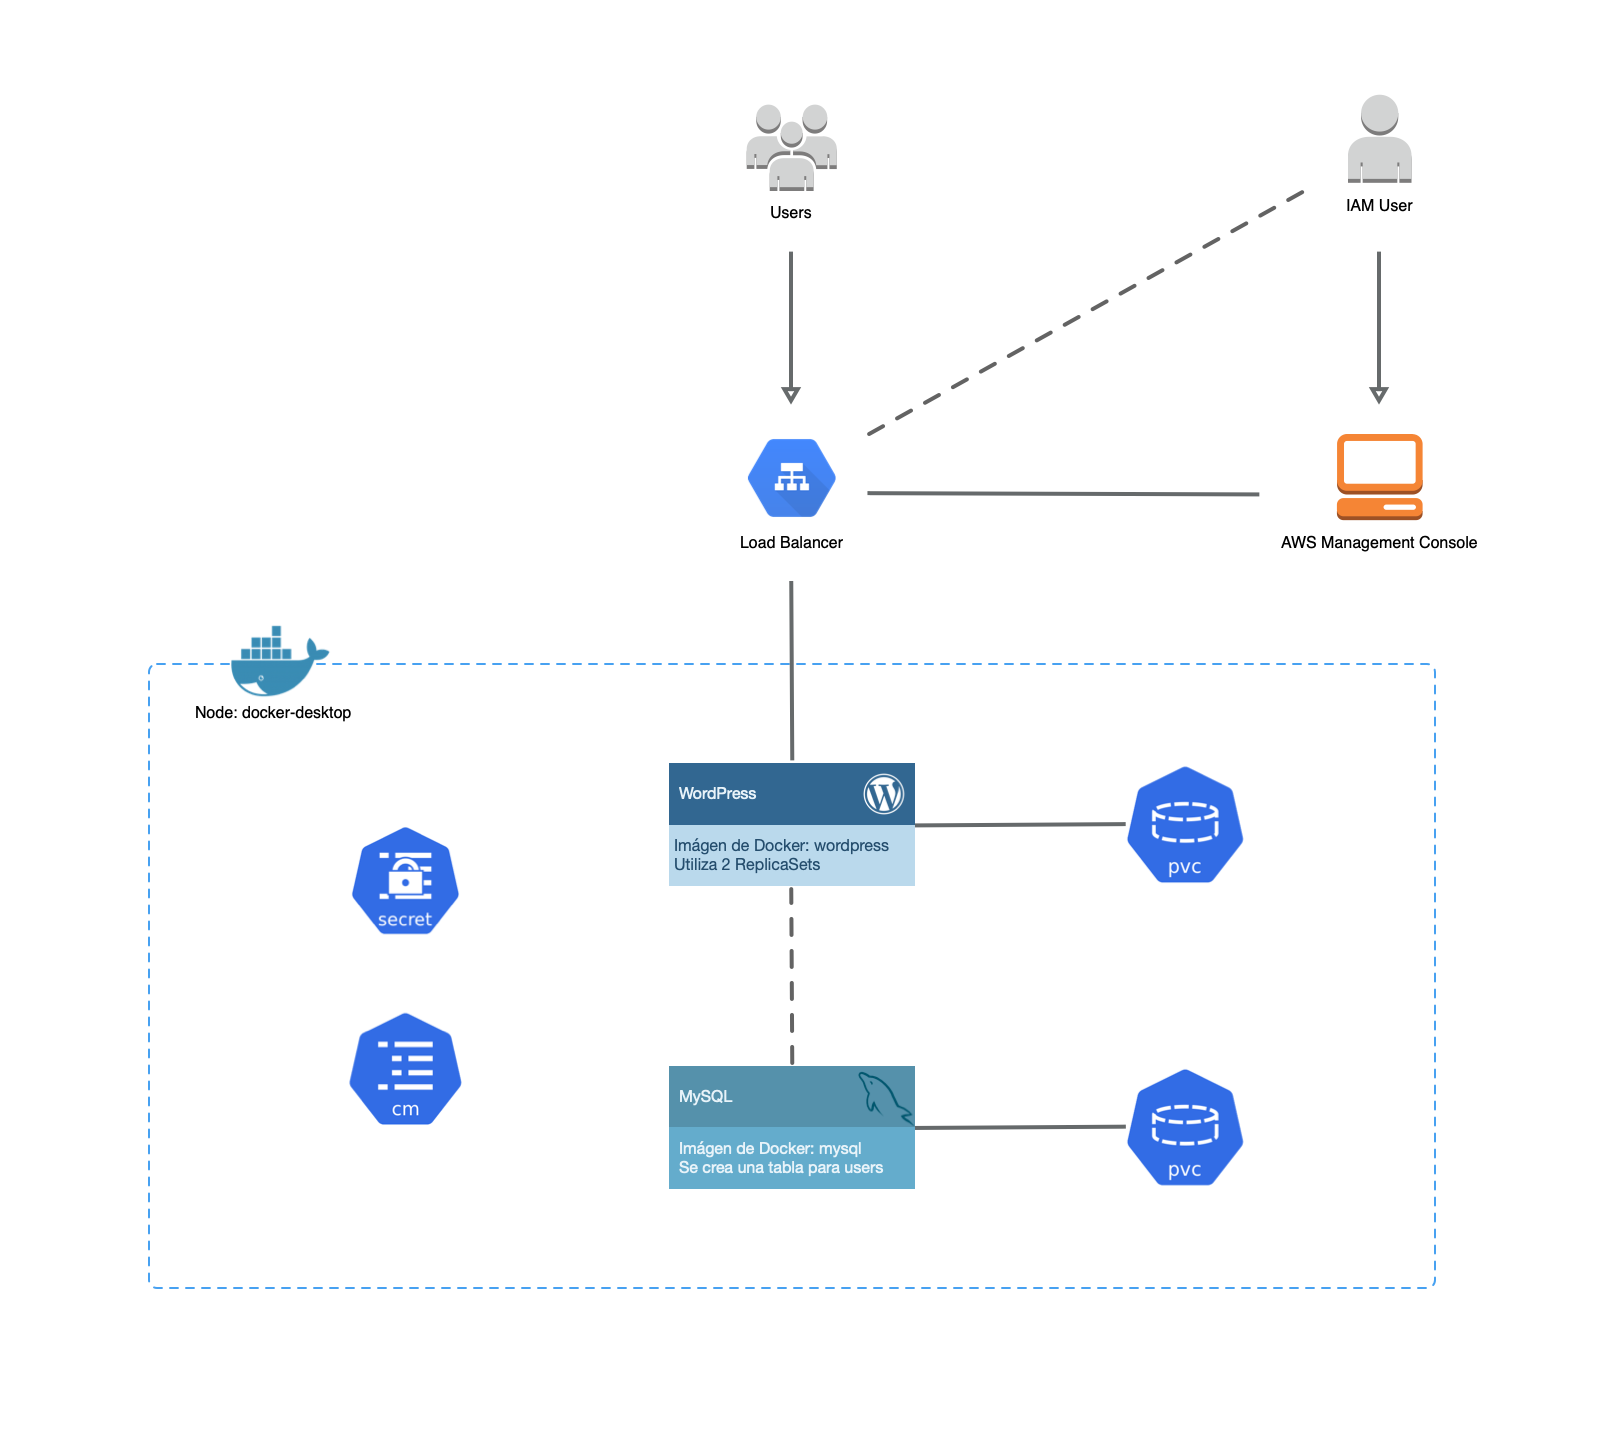 Users
IAM User
Load Balancer
AWS Management Console
Node: docker-desktop
WordPress
Imágen de Docker: wordpress
Utiliza 2 ReplicaSets
pvc
secret
cm
MySQL
Imágen de Docker: mysql
Se crea una tabla para users
pvc